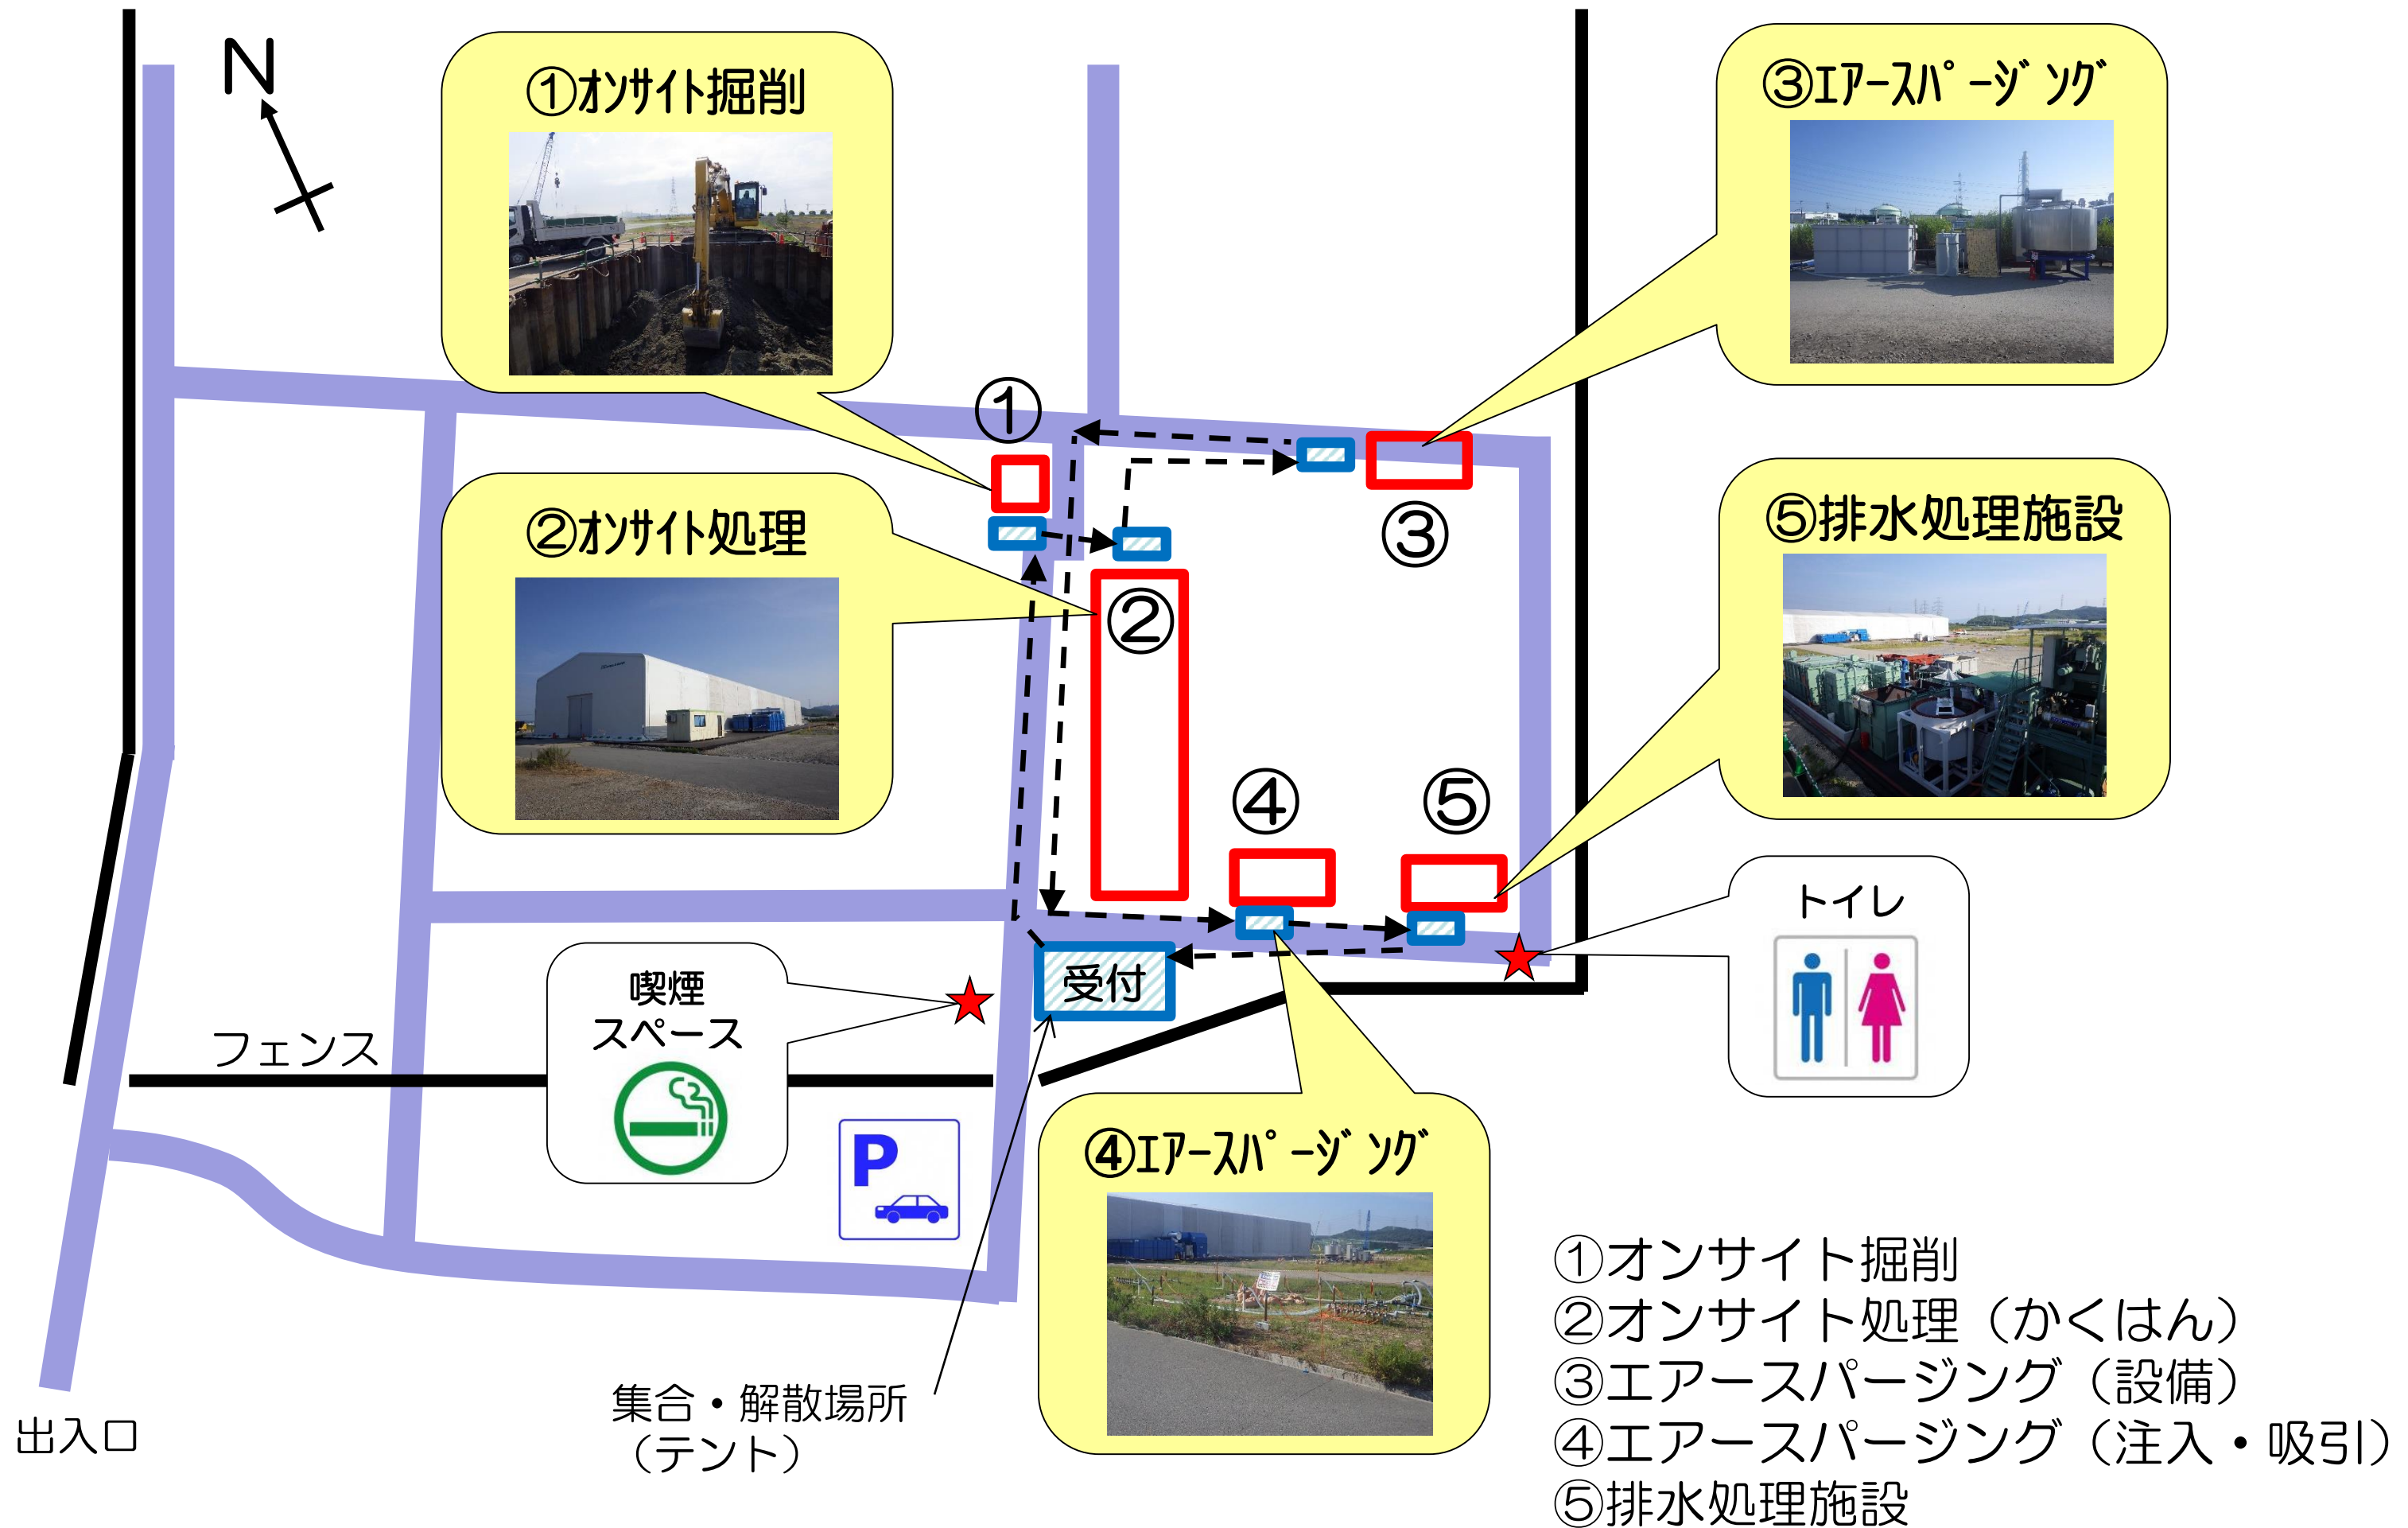 N
①ｵﾝｻｲﾄ掘削
③ｴｱｰｽﾊﾟｰｼﾞﾝｸﾞ
①
③
②ｵﾝｻｲﾄ処理
②
⑤排水処理施設
④
⑤
トイレ
受付
喫煙
スペース
フェンス
P
④ｴｱｰｽﾊﾟｰｼﾞﾝｸﾞ
集合・解散場所
（テント）
出入口
①オンサイト掘削
②オンサイト処理（かくはん）
③エアースパージング（設備）
④エアースパージング（注入・吸引）
⑤排水処理施設